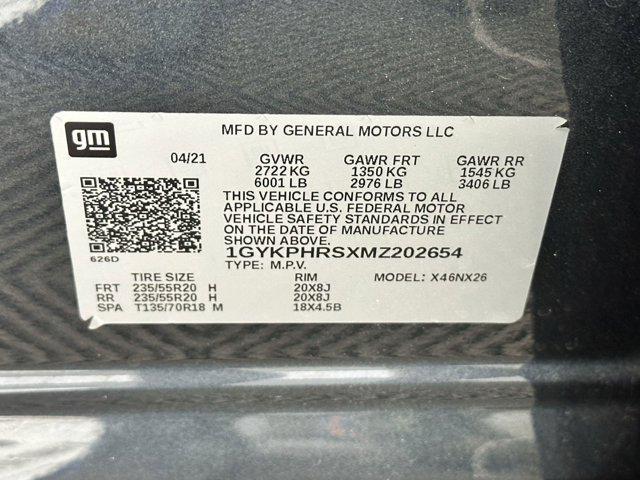 gm
MFD BY GENERAL MOTORS LLC
04/21 GVWR GAWR FRT GAWR RR
2722 KG 1350 KG 1545 KG
6001 LB 2976 LB 3406 LB
THIS VEHICLE CONFORMS TO ALL
APPLICABLE U.S. FEDERAL MOTOR
VEHICLE SAFETY STANDARDS IN EFFECT
ON THE DATE OF MANUFACTURE
SHOWN ABOVE.
1GYKPHRSXMZ202654
626D
TYPE: M.P.V. MODEL: X46NX26
TIRE SIZE RIM
FRT 235/55R20 H 20X8J
RR 235/55R20 H 20X8J
SPA T135/70R18 M 18X4.5B